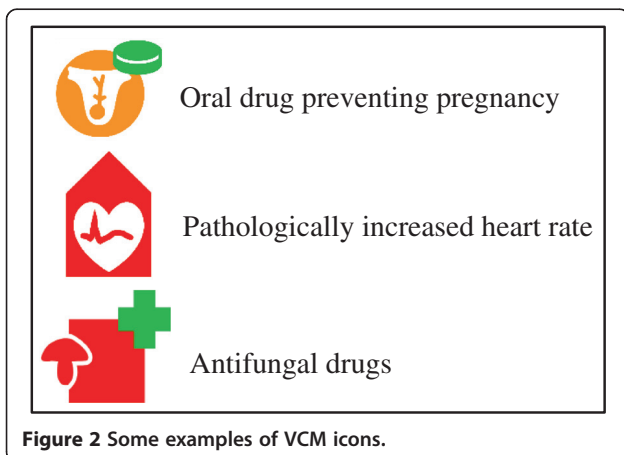 Oral drug preventing pregnancy
Pathologically increased heart rate
Antifungal drugs
Figure 2 Some examples of VCM icons.